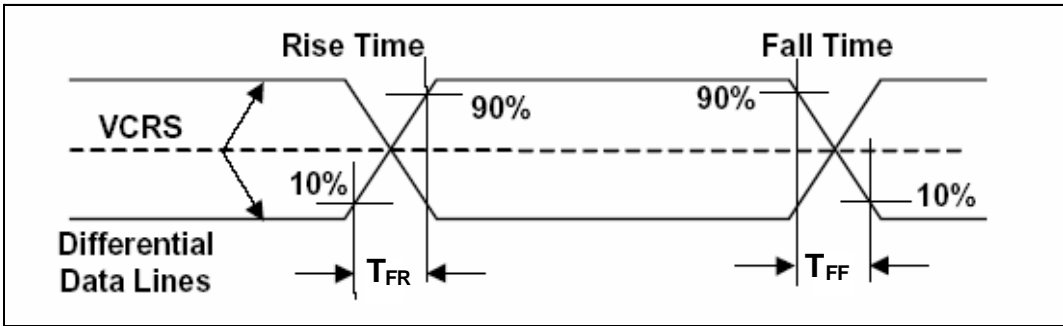 Rise Time
Fall Time
90%
90%
VCRS
10%
10%
Differential
Data Lines
TFR
TFF